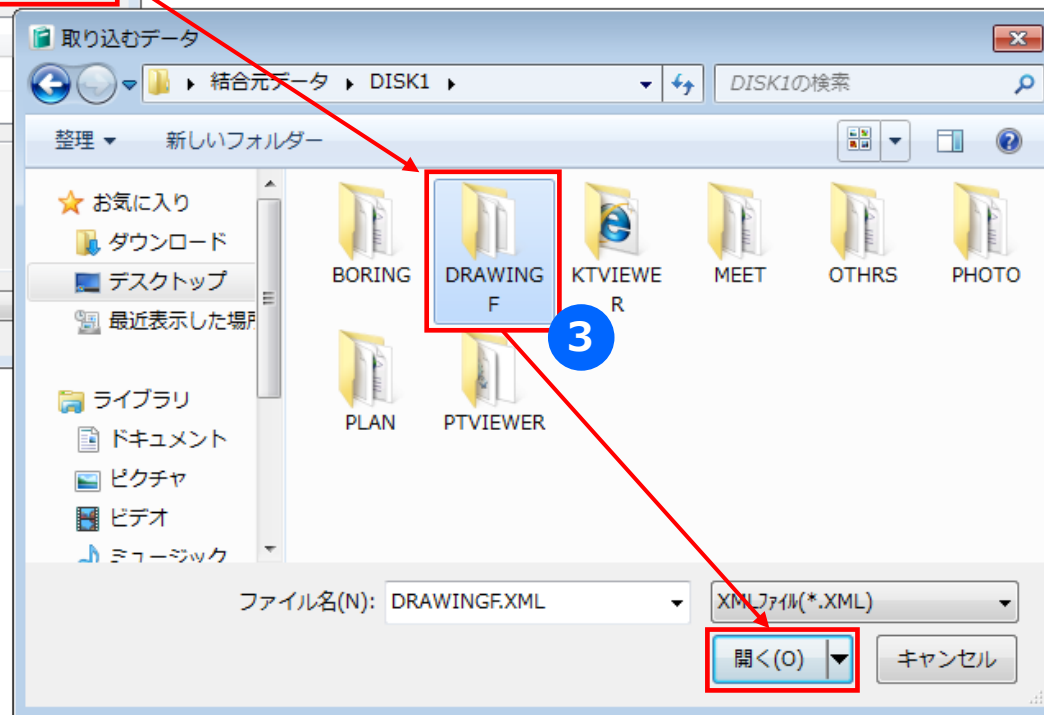 取り込むデータ
結合元データ ▸ DISK1 ▸
DISK1の検索
整理 ▼ 新しいフォルダー
お気に入り
ダウンロード
デスクトップ
最近表示した場所
ライブラリ
ドキュメント
ピクチャ
ビデオ
ミュージック
BORING
DRAWING
F
KTVIEWE
R
MEET
OTHRS
PHOTO
3
PLAN
PTVIEWER
ファイル名(N): DRAWINGF.XML
XMLファイル(*.XML)
開く(O)
キャンセル